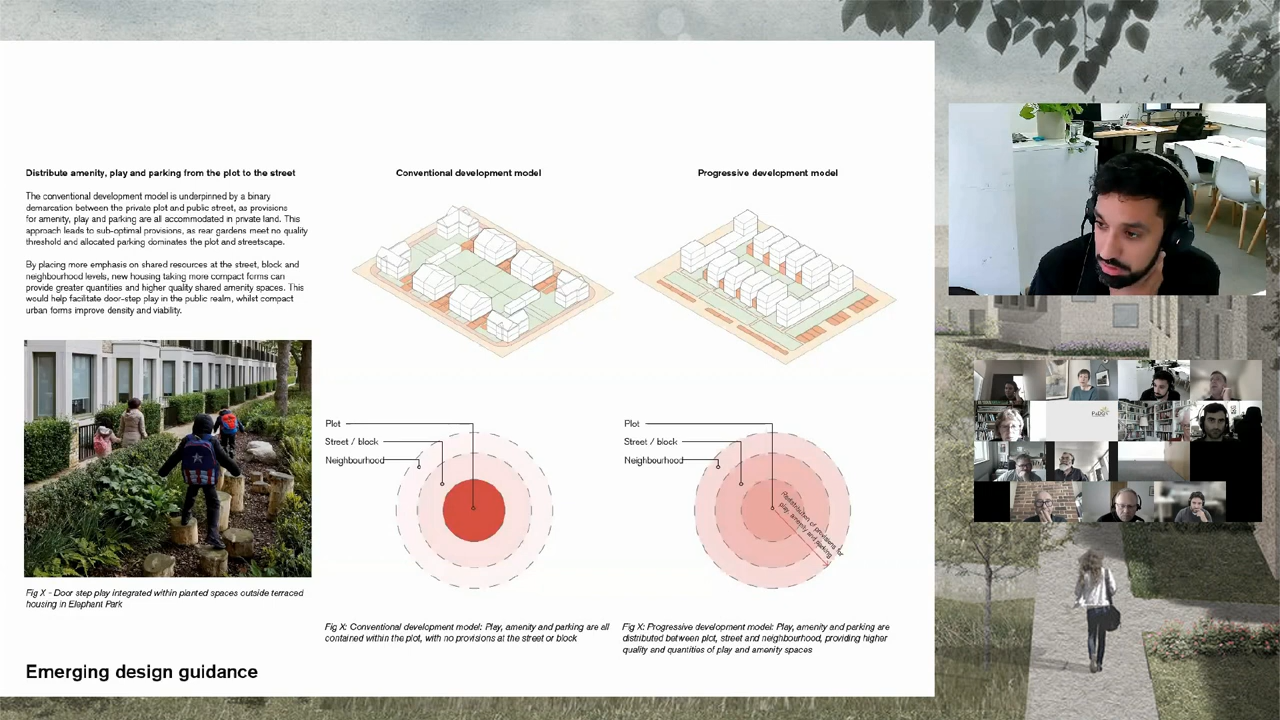 Distribute amenity, play and parking from the plot to the street
The conventional development model is underpinned by a binary
demarcation between the private plot and public street, as provisions
for amenity, play and parking are all accommodated in private land. This
approach leads to sub-optimal provisions, as rear gardens meet no quality
threshold and allocated parking dominates the plot and streetscape.
By placing more emphasis on shared resources at the street, block and
neighbourhood levels, new housing taking more compact forms can
provide greater quantities and higher quality shared amenity spaces. This
would help facilitate door-step play in the public realm, whilst compact
urban forms improve density and viability.
Fig X - Door step play integrated within planted spaces outside terraced
housing in Elephant Park
Emerging design guidance
Conventional development model
Plot
Street / block
Neighbourhood
Fig X: Conventional development model: Play, amenity and parking are all
contained within the plot, with no provisions at the street or block
Progressive development model
Plot
Street / block
Neighbourhood
Redistribution of provisions for
play, amenity and parking
Fig X: Progressive development model: Play, amenity and parking are
distributed between plot, street and neighbourhood, providing higher
quality and quantities of play and amenity spaces